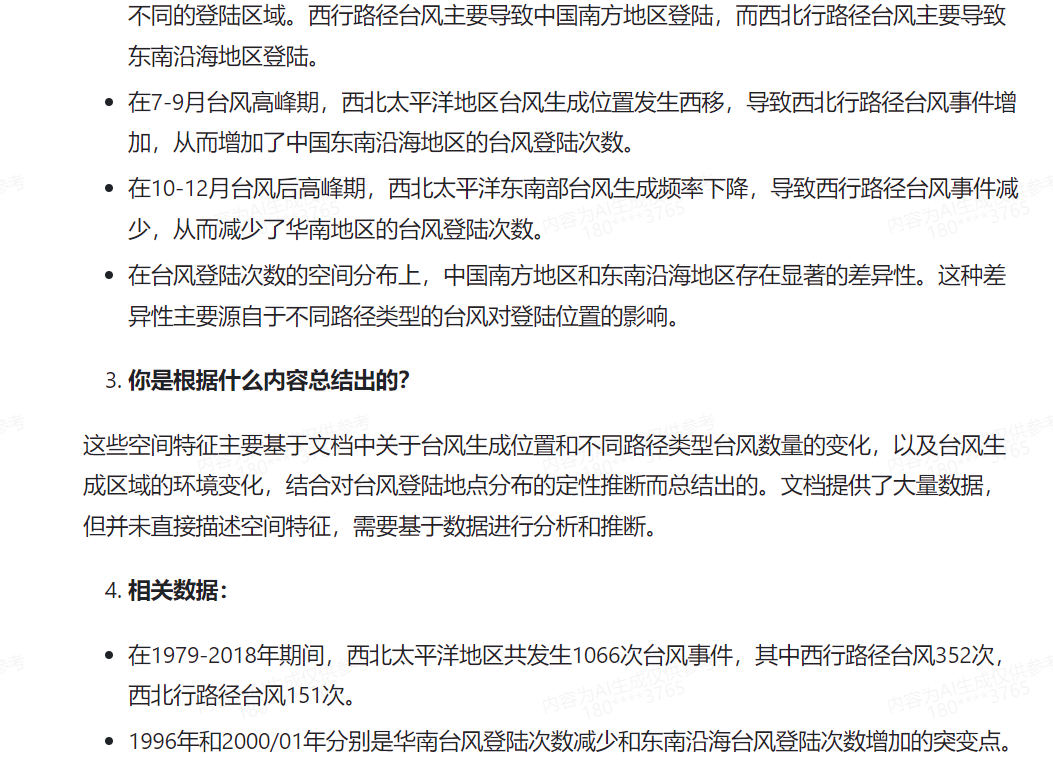 不同的登陆区域。西行路径台风主要导致中国南方地区登陆，而西北行路径台风主要导致
东南沿海地区登陆。
在7-9月台风高峰期，西北太平洋地区台风生成位置发生西移，导致西北行路径台风事件增
加，从而增加了中国东南沿海地区的台风登陆次数。
在10-12月台风后高峰期，西北太平洋东南部台风生成频率下降，导致西行路径台风事件减
少，从而减少了华南地区的台风登陆次数。
在台风登陆次数的空间分布上，中国南方地区和东南沿海地区存在显著的差异性。这种差
异性主要源自于不同路径类型的台风对登陆位置的影响。
3. 你是根据什么内容总结出的？
这些空间特征主要基于文档中关于台风生成位置和不同路径类型台风数量的变化，以及台风生
成区域的环境变化，结合对台风登陆地点分布的定性推断而总结出的。文档提供了大量数据，
但并未直接描述空间特征，需要基于数据进行分析和推断。
4. 相关数据：
在1979-2018年期间，西北太平洋地区共发生1066次台风事件，其中西行路径台风352次，
西北行路径台风151次。
1996年和2000/01年分别是华南台风登陆次数减少和东南沿海台风登陆次数增加的突变点。
内容为AI生成仅供参考
180****3765